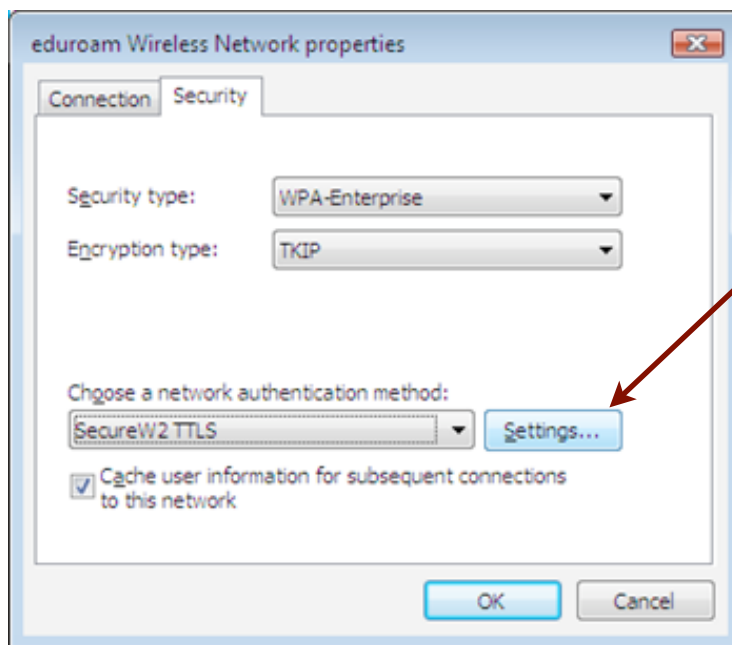 eduroam Wireless Network properties
Connection
Security
Security type:
WPA-Enterprise
Encryption type:
TKIP
Choose a network authentication method:
SecureW2 TTLS
Settings...
Cache user information for subsequent connections
to this network
OK
Cancel